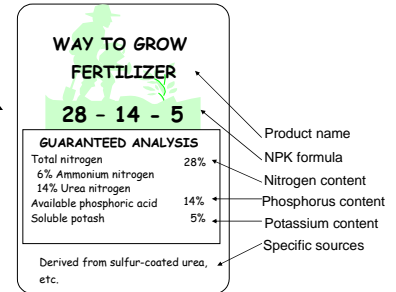 WAY TO GROW
FERTILIZER
28 - 14 - 5
GUARANTEED ANALYSIS
Total nitrogen 28%
6% Ammonium nitrogen
14% Urea nitrogen
Available phosphoric acid 14%
Soluble potash 5%
Derived from sulfur-coated urea,
etc.
Product name
NPK formula
Nitrogen content
Phosphorus content
Potassium content
Specific sources